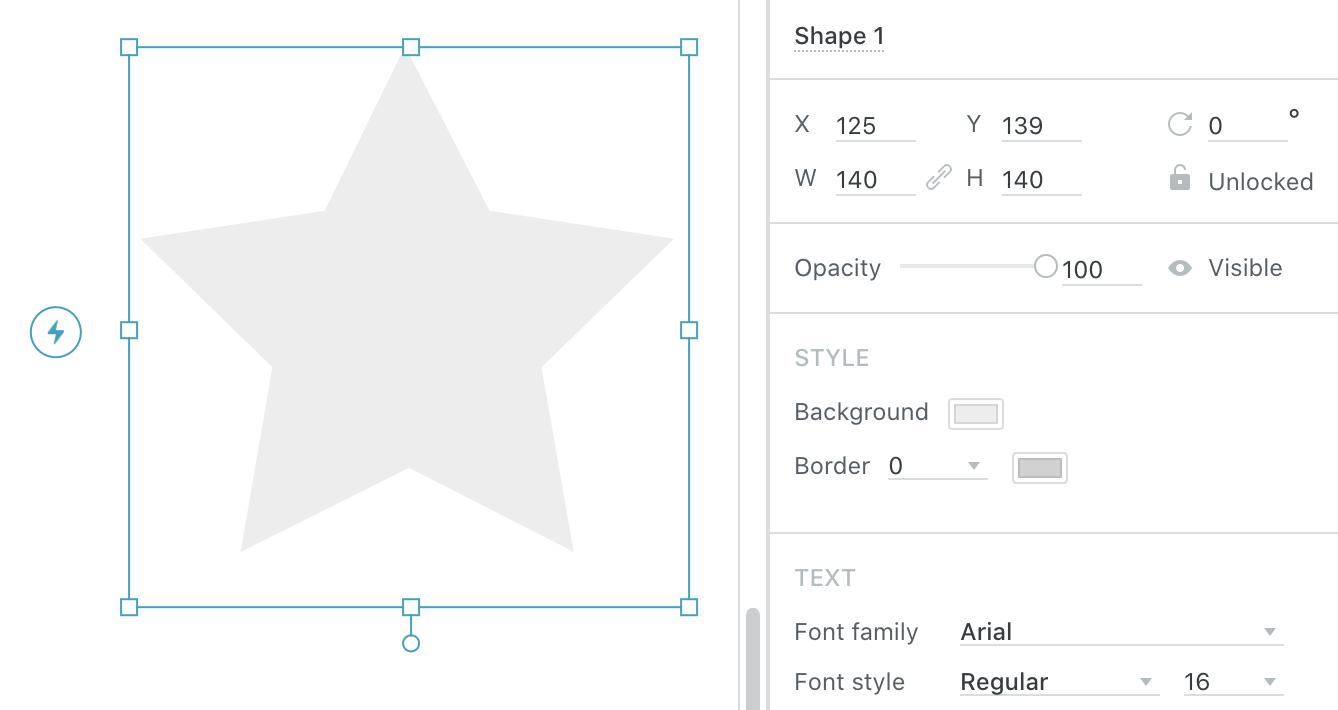 Shape 1
X 125 Y 139 0 °
W 140 H 140 Unlocked
Opacity 100 Visible
STYLE
Background
Border 0
TEXT
Font family Arial
Font style Regular 16